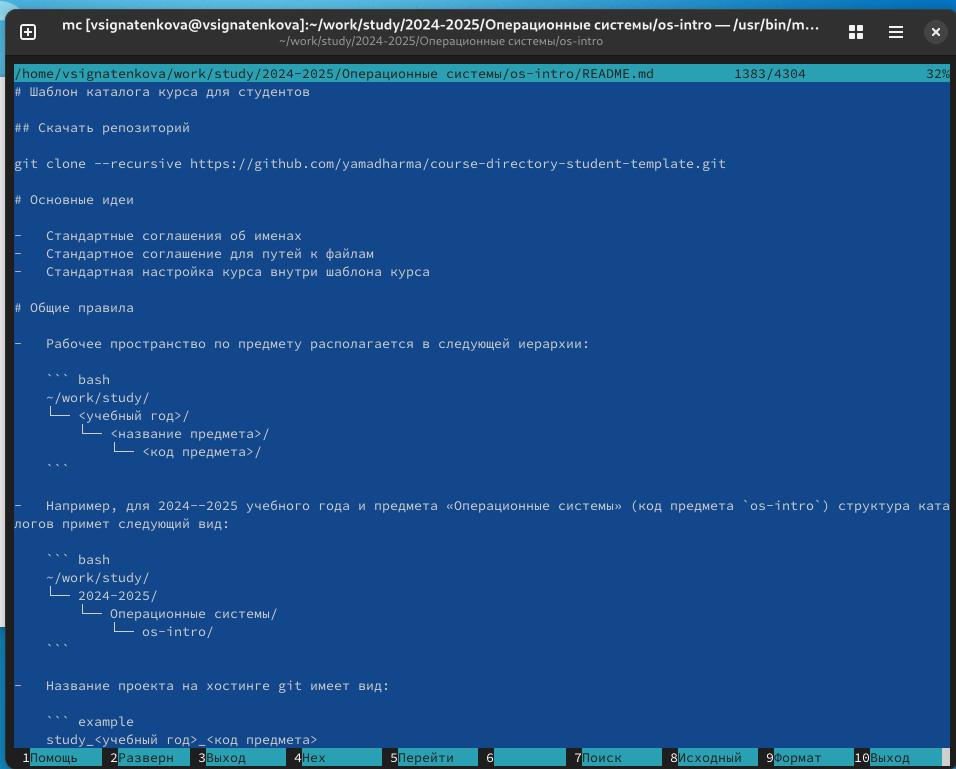 mc [vsignatenkova@vsignatenkova]:~/work/study/2024-2025/Операционные системы/os-intro — /usr/bin/m...
~/work/study/2024-2025/Операционные системы/os-intro
/home/vsignatenkova/work/study/2024-2025/Операционные системы/os-intro/README.md 1383/4304 32%
# Шаблон каталога курса для студентов
## Скачать репозиторий
git clone --recursive https://github.com/yamadharma/course-directory-student-template.git
# Основные идеи
-   Стандартные соглашения об именах
-   Стандартное соглашение для путей к файлам
-   Стандартная настройка курса внутри шаблона курса
# Общие правила
-   Рабочее пространство по предмету располагается в следующей иерархии:
    ``` bash
    ~/work/study/
    └── <учебный год>/
        └── <название предмета>/
            └── <код предмета>/
    ```
-   Например, для 2024--2025 учебного года и предмета «Операционные системы» (код предмета `os-intro`) структура ката
логов примет следующий вид:
    ``` bash
    ~/work/study/
    └── 2024-2025/
        └── Операционные системы/
            └── os-intro/
    ```
-   Название проекта на хостинге git имеет вид:
    ``` example
    study_<учебный год>_<код предмета>
1Помощь 2Разверн 3Выход 4Hex 5Перейти 6 7Поиск 8Исходный 9Формат 10Выход